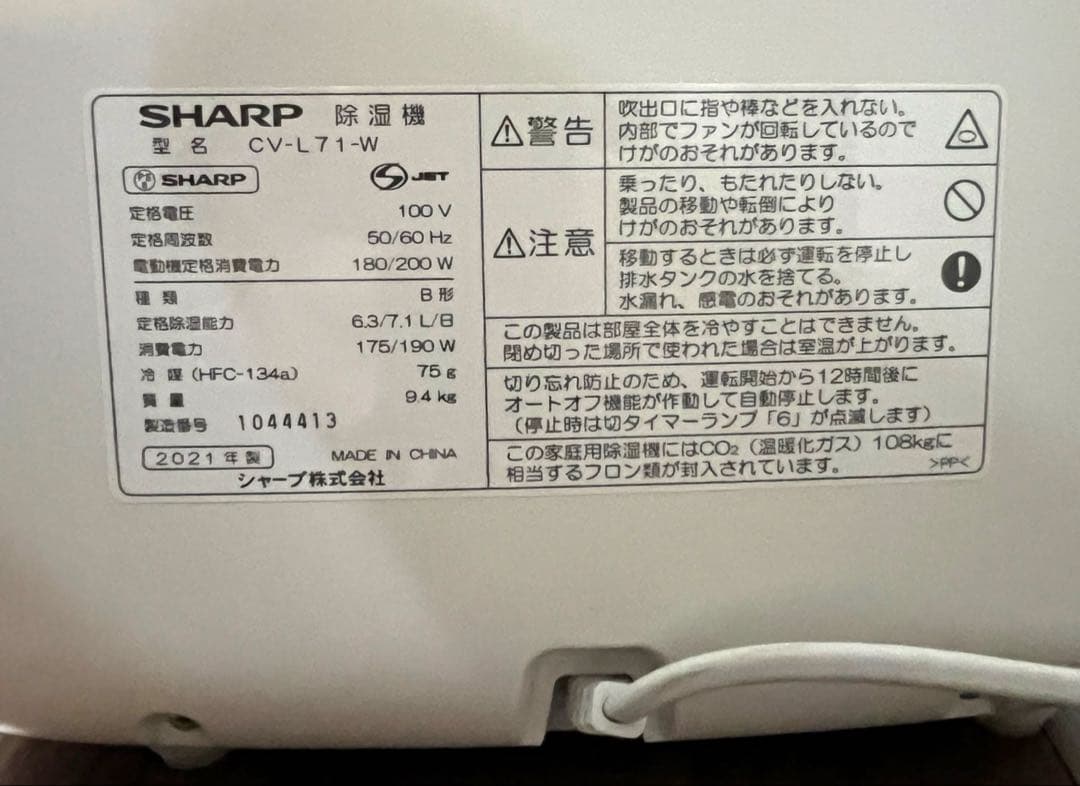 SHARP 除湿機
型名 CV-L71-W
PSE SHARP
S JET
定格電圧 100 V
定格周波数 50/60 Hz
電動機定格消費電力 180/200 W
種類 B形
定格除湿能力 6.3/7.1 L/日
消費電力 175/190 W
冷媒(HFC-134a) 75 g
質量 9.4 kg
製造番号 1044413
2021年製 MADE IN CHINA
シャープ株式会社
警告
吹出口に指や棒などを入れない。
内部でファンが回転しているので
けがのおそれがあります。
注意
乗ったり、もたれたりしない。
製品の移動や転倒により
けがのおそれがあります。
移動するときは必ず運転を停止し
排水タンクの水を捨てる。
水漏れ、感電のおそれがあります。
この製品は部屋全体を冷やすことはできません。
閉め切った場所で使われた場合は室温が上がります。
切り忘れ防止のため、運転開始から12時間後に
オートオフ機能が作動して自動停止します。
(停止時は切タイマーランプ「6」が点滅します)
この家庭用除湿機にはCO₂(温暖化ガス)108kgに
相当するフロン類が封入されています。
>PP<